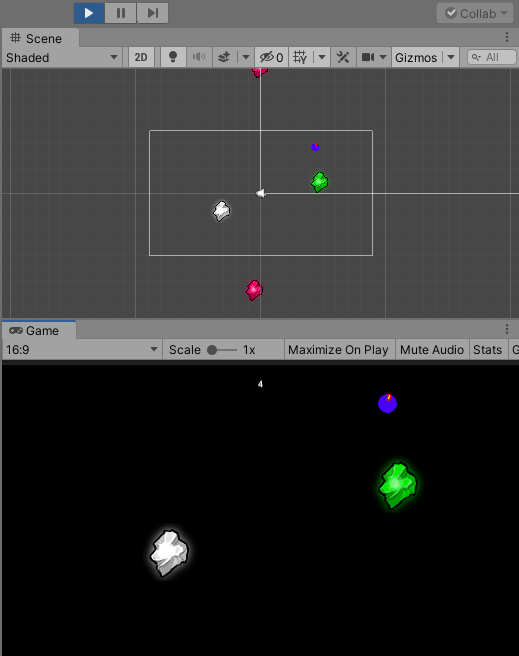 Collab
Scene
Shaded 2D 0 Gizmos All
Game
16:9 Scale 1x Maximize On Play Mute Audio Stats G
4